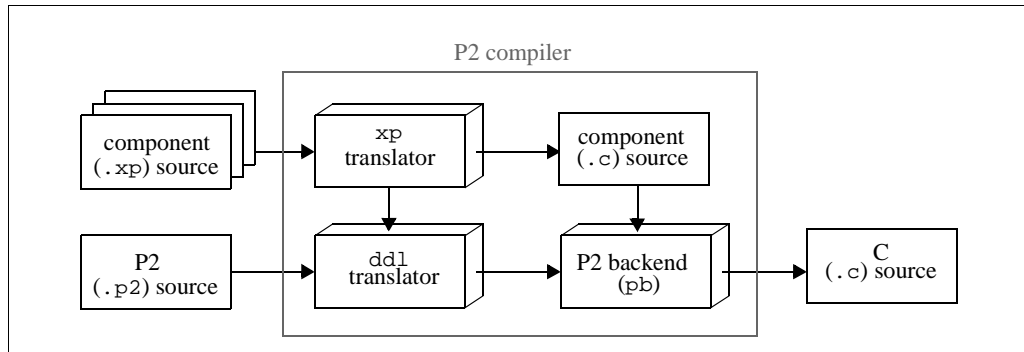 P2 compiler
component
(.xp) source
xp
translator
component
(.c) source
P2
(.p2) source
ddl
translator
P2 backend
(pb)
C
(.c) source